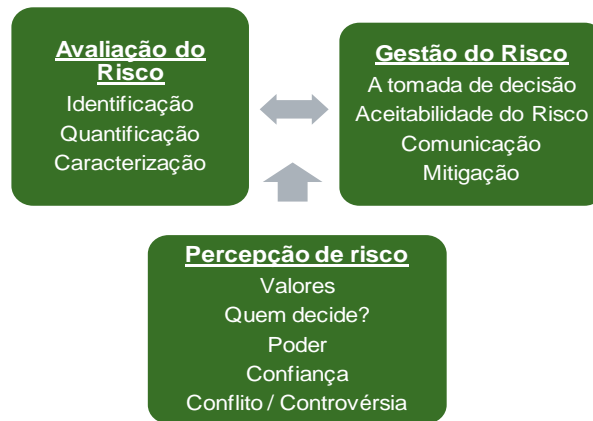 Avaliação do
Risco
Identificação
Quantificação
Caracterização
Gestão do Risco
A tomada de decisão
Aceitabilidade do Risco
Comunicação
Mitigação
Percepção de risco
Valores
Quem decide?
Poder
Confiança
Conflito / Controvérsia